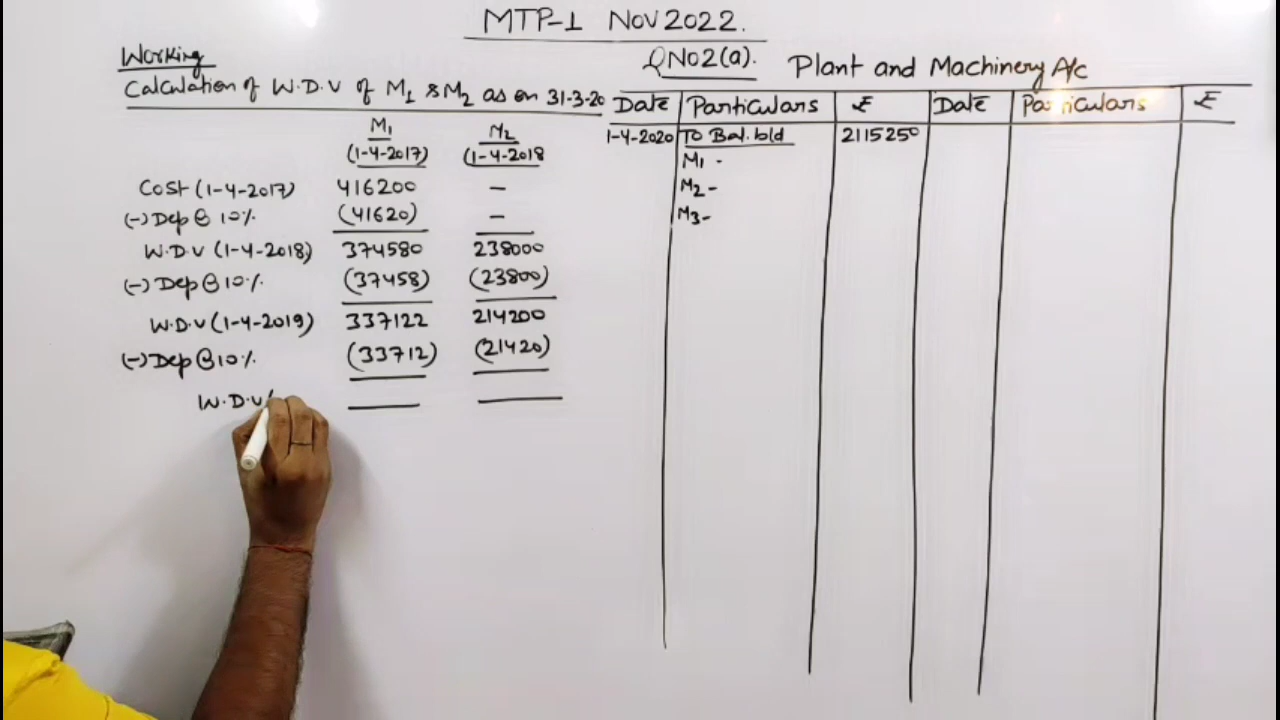 MTP-1 NOV 2022.
QNO2(a).
Working
Calculation of W.D.V of M1 & M2 as on 31-3-20
M1 M2
(1-4-2017) (1-4-2018
Cost (1-4-2017) 416200 –
(-) Dep @ 10% (41620) –
W.D.V (1-4-2018) 374580 238000
(-) Dep @ 10% (37458) (23800)
W.D.V (1-4-2019) 337122 214200
(-) Dep @ 10% (33712) (21420)
W.D.V(
Plant and Machinery A/c
Date Particulars ₹ Date Particulars ₹
1-4-2020 To Bal. b/d 2115250
M1 -
M2 -
M3 -